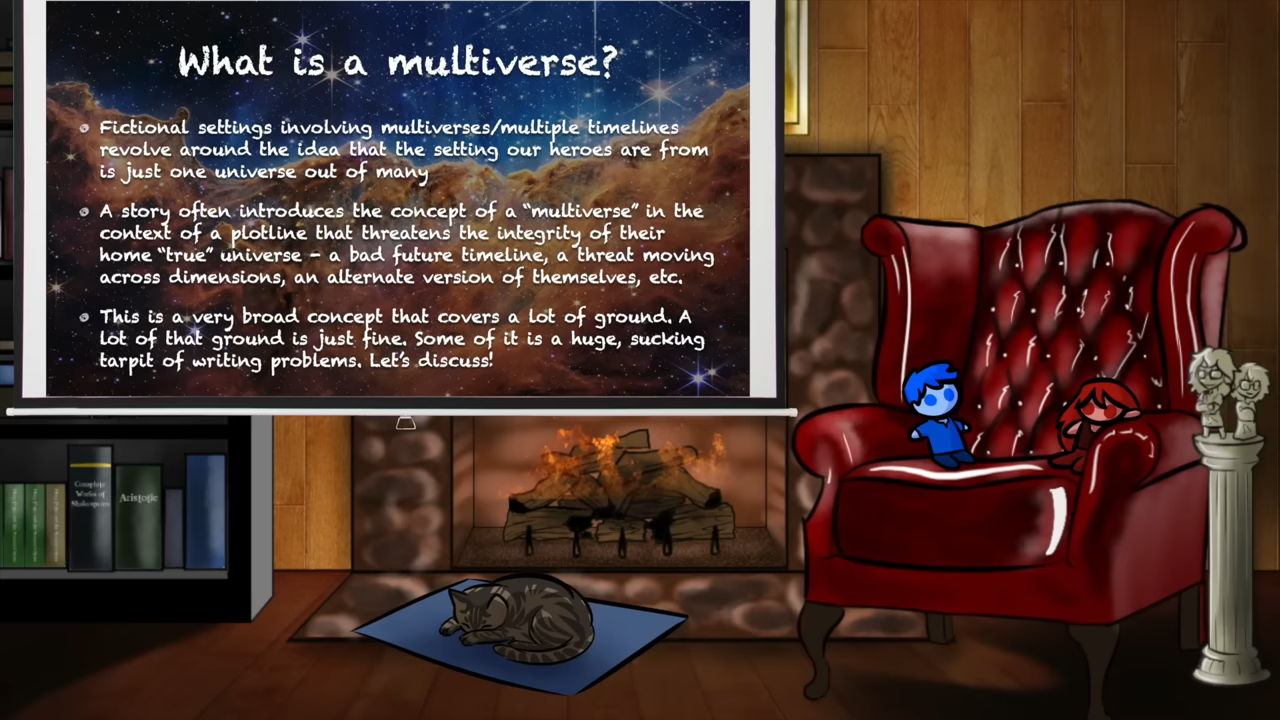 What is a multiverse?
Fictional settings involving multiverses/multiple timelines
revolve around the idea that the setting our heroes are from
is just one universe out of many
A story often introduces the concept of a "multiverse" in the
context of a plotline that threatens the integrity of their
home "true" universe – a bad future timeline, a threat moving
across dimensions, an alternate version of themselves, etc.
This is a very broad concept that covers a lot of ground. A
lot of that ground is just fine. Some of it is a huge, sucking
tarpit of writing problems. Let's discuss!
Complete
Works of
Shakespeare
Aristotle